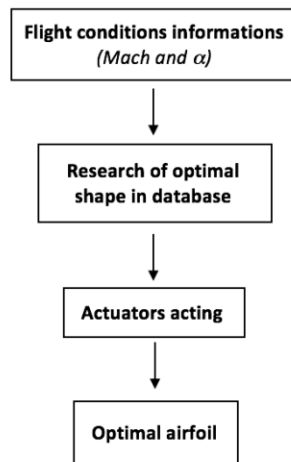 Flight conditions informations
(Mach and α)
Research of optimal
shape in database
Actuators acting
Optimal airfoil